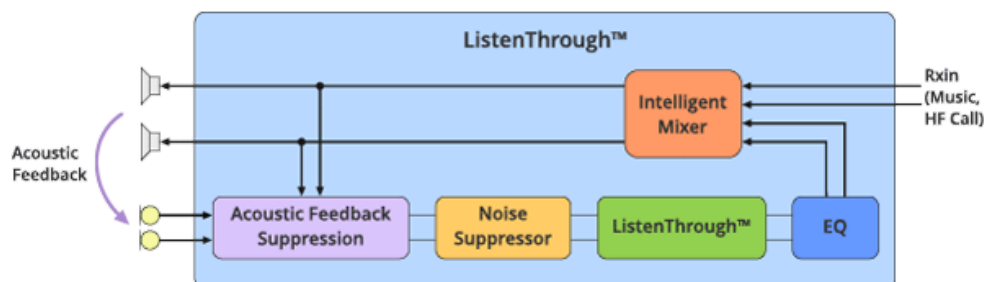 ListenThrough™
Rxin
(Music,
HF Call)
Intelligent
Mixer
Acoustic
Feedback
Acoustic Feedback
Suppression
Noise
Suppressor
ListenThrough™
EQ